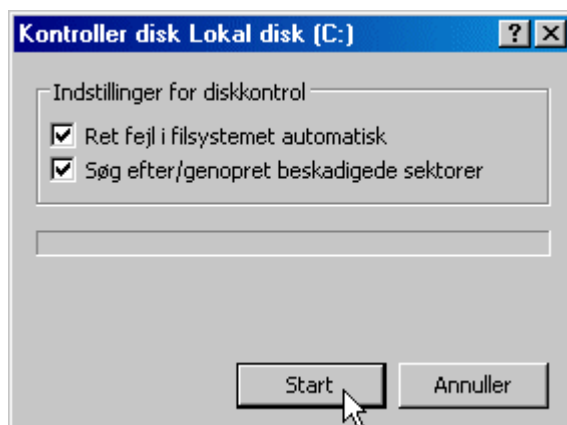 Kontroller disk Lokal disk (C:)
Indstillinger for diskkontrol
Ret fejl i filsystemet automatisk
Søg efter/genopret beskadigede sektorer
Start
Annuller